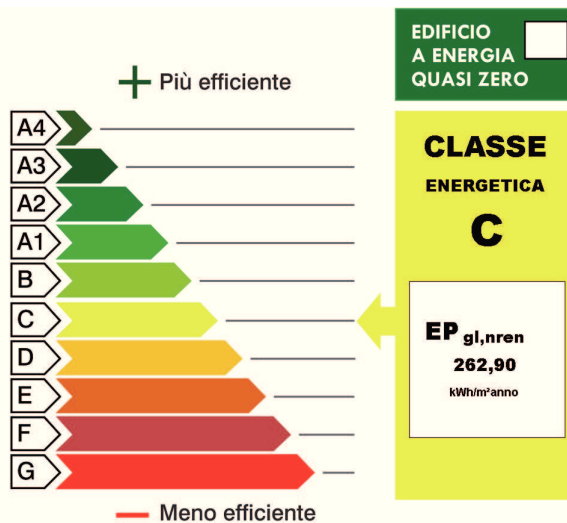 EDIFICIO
A ENERGIA
QUASI ZERO
+ Più efficiente
A4
A3
A2
A1
B
C
D
E
F
G
— Meno efficiente
CLASSE
ENERGETICA
C
EP gl,nren
262,90
kWh/m²anno